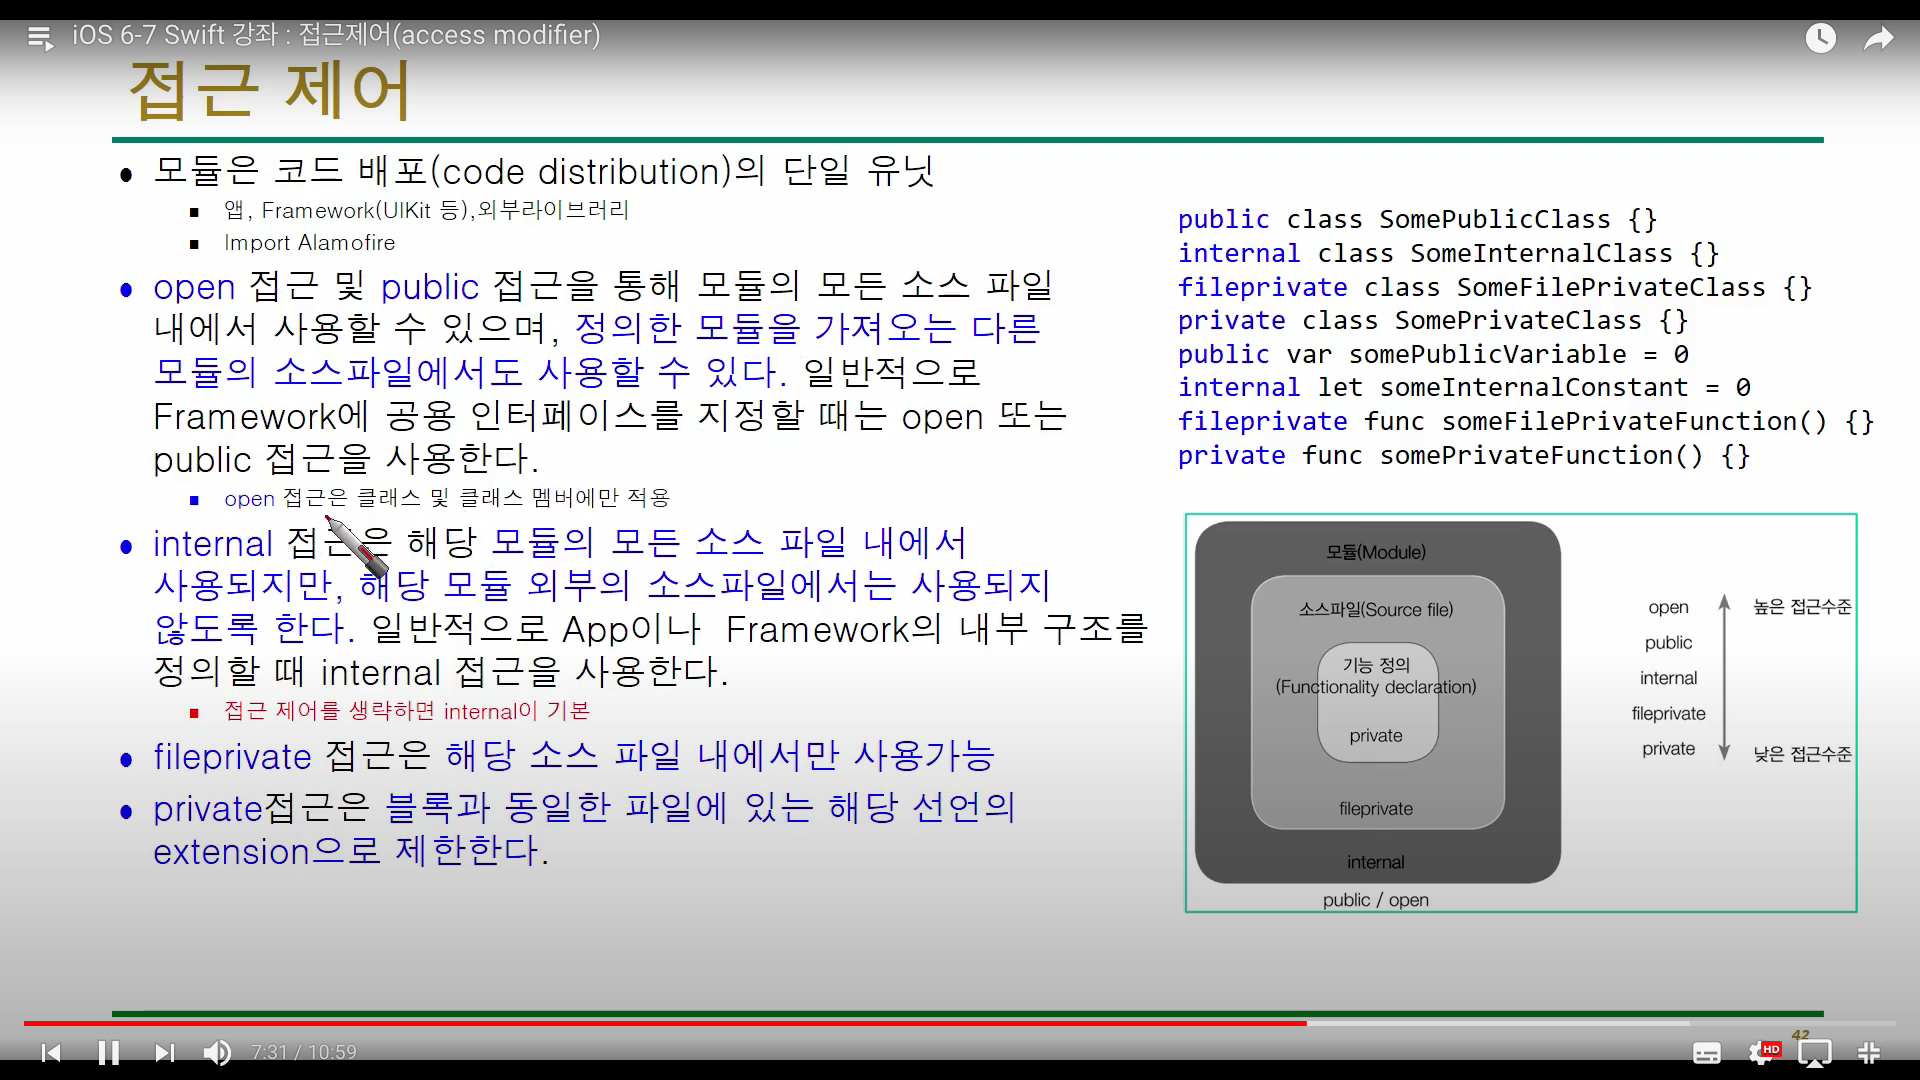 iOS 6-7 Swift 강좌 : 접근제어(access modifier)
접근 제어
• 모듈은 코드 배포(code distribution)의 단일 유닛
▪ 앱, Framework(UIKit 등),외부라이브러리
▪ Import Alamofire
• open 접근 및 public 접근을 통해 모듈의 모든 소스 파일
내에서 사용할 수 있으며, 정의한 모듈을 가져오는 다른
모듈의 소스파일에서도 사용할 수 있다. 일반적으로
Framework에 공용 인터페이스를 지정할 때는 open 또는
public 접근을 사용한다.
▪ open 접근은 클래스 및 클래스 멤버에만 적용
• internal 접근은 해당 모듈의 모든 소스 파일 내에서
사용되지만, 해당 모듈 외부의 소스파일에서는 사용되지
않도록 한다. 일반적으로 App이나 Framework의 내부 구조를
정의할 때 internal 접근을 사용한다.
▪ 접근 제어를 생략하면 internal이 기본
• fileprivate 접근은 해당 소스 파일 내에서만 사용가능
• private접근은 블록과 동일한 파일에 있는 해당 선언의
extension으로 제한한다.
public class SomePublicClass {}
internal class SomeInternalClass {}
fileprivate class SomeFilePrivateClass {}
private class SomePrivateClass {}
public var somePublicVariable = 0
internal let someInternalConstant = 0
fileprivate func someFilePrivateFunction() {}
private func somePrivateFunction() {}
모듈(Module)
소스파일(Source file)
기능 정의
(Functionality declaration)
private
fileprivate
internal
public / open
open
public
internal
fileprivate
private
높은 접근수준
낮은 접근수준
42
7:31 / 10:59
HD